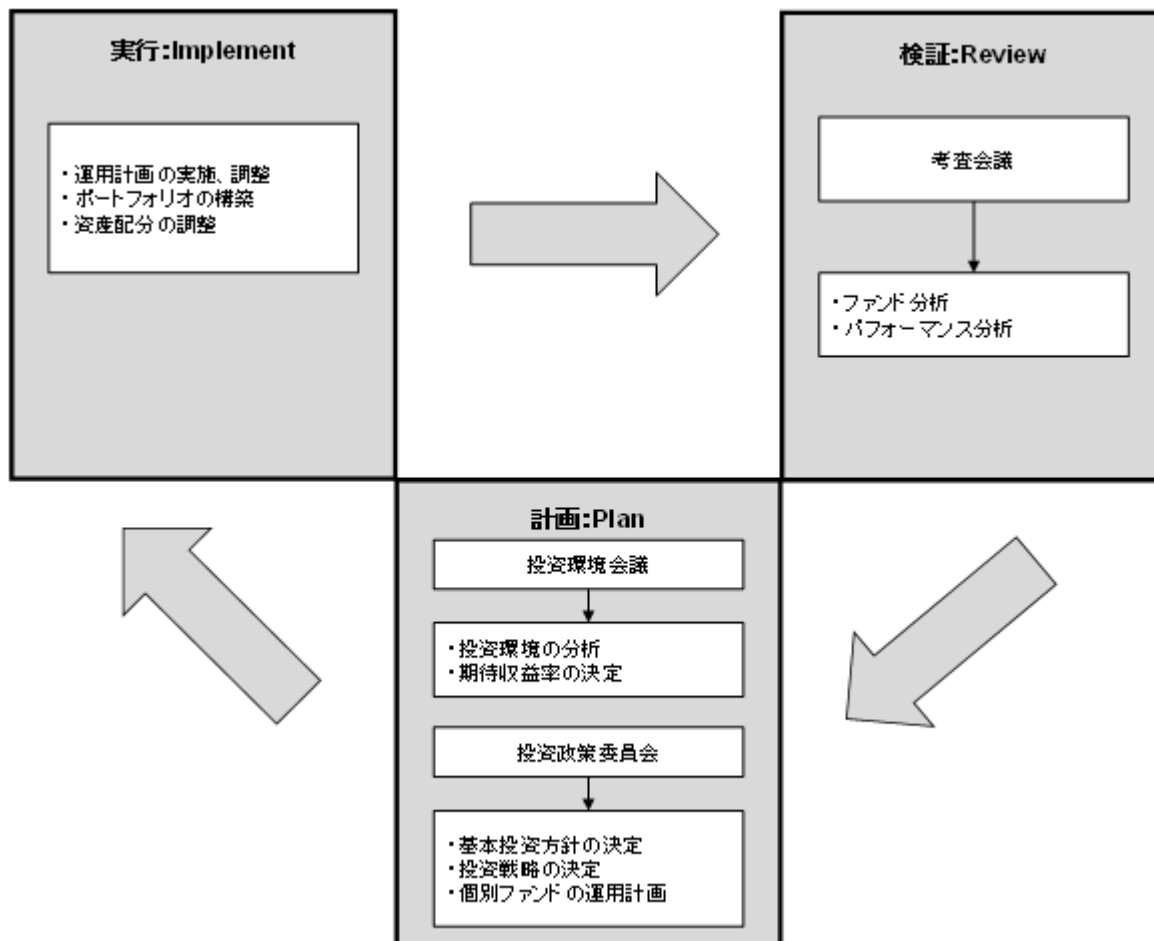 実行:Implement
・運用計画の実施、調整
・ポートフォリオの構築
・資産配分の調整
検証:Review
考査会議
・ファンド分析
・パフォーマンス分析
計画:Plan
投資環境会議
・投資環境の分析
・期待収益率の決定
投資政策委員会
・基本投資方針の決定
・投資戦略の決定
・個別ファンドの運用計画